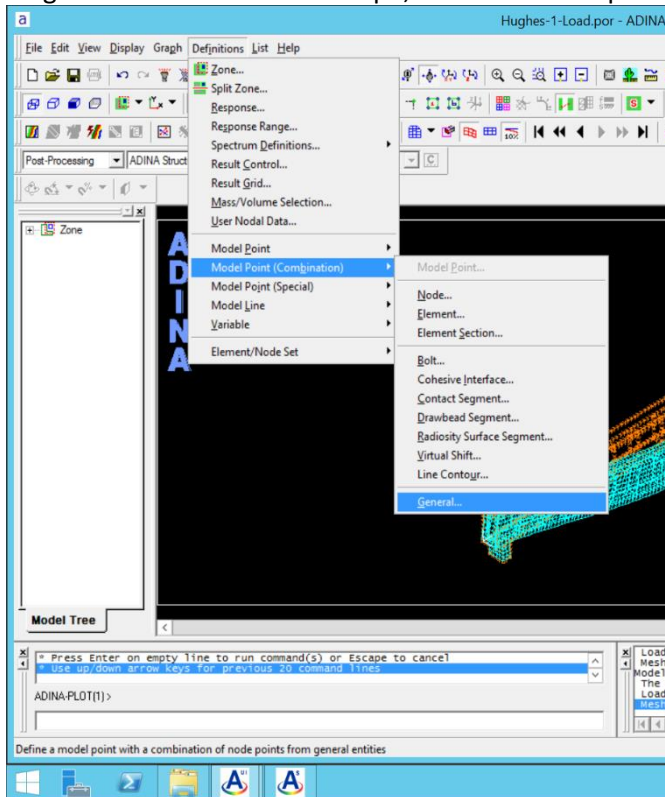 Hughes-1-Load.por - ADINA
File Edit View Display Graph Definitions List Help
Zone...
Split Zone...
Response...
Response Range...
Spectrum Definitions...
Result Control...
Result Grid...
Mass/Volume Selection...
User Nodal Data...
Model Point
Model Point (Combination)
Model Point (Special)
Model Line
Variable
Element/Node Set
Model Point...
Node...
Element...
Element Section...
Bolt...
Cohesive Interface...
Contact Segment...
Drawbead Segment...
Radiosity Surface Segment...
Virtual Shift...
Line Contour...
General...
Post-Processing
ADINA Struct
C
S
100%
Zone
ADINA
Model Tree
* Press Enter on empty line to run command(s) or Escape to cancel
* Use up/down arrow keys for previous 20 command lines
ADINA-PLOT(1)>
Load
Mesh
Model
The
Load
Mesh
Define a model point with a combination of node points from general entities